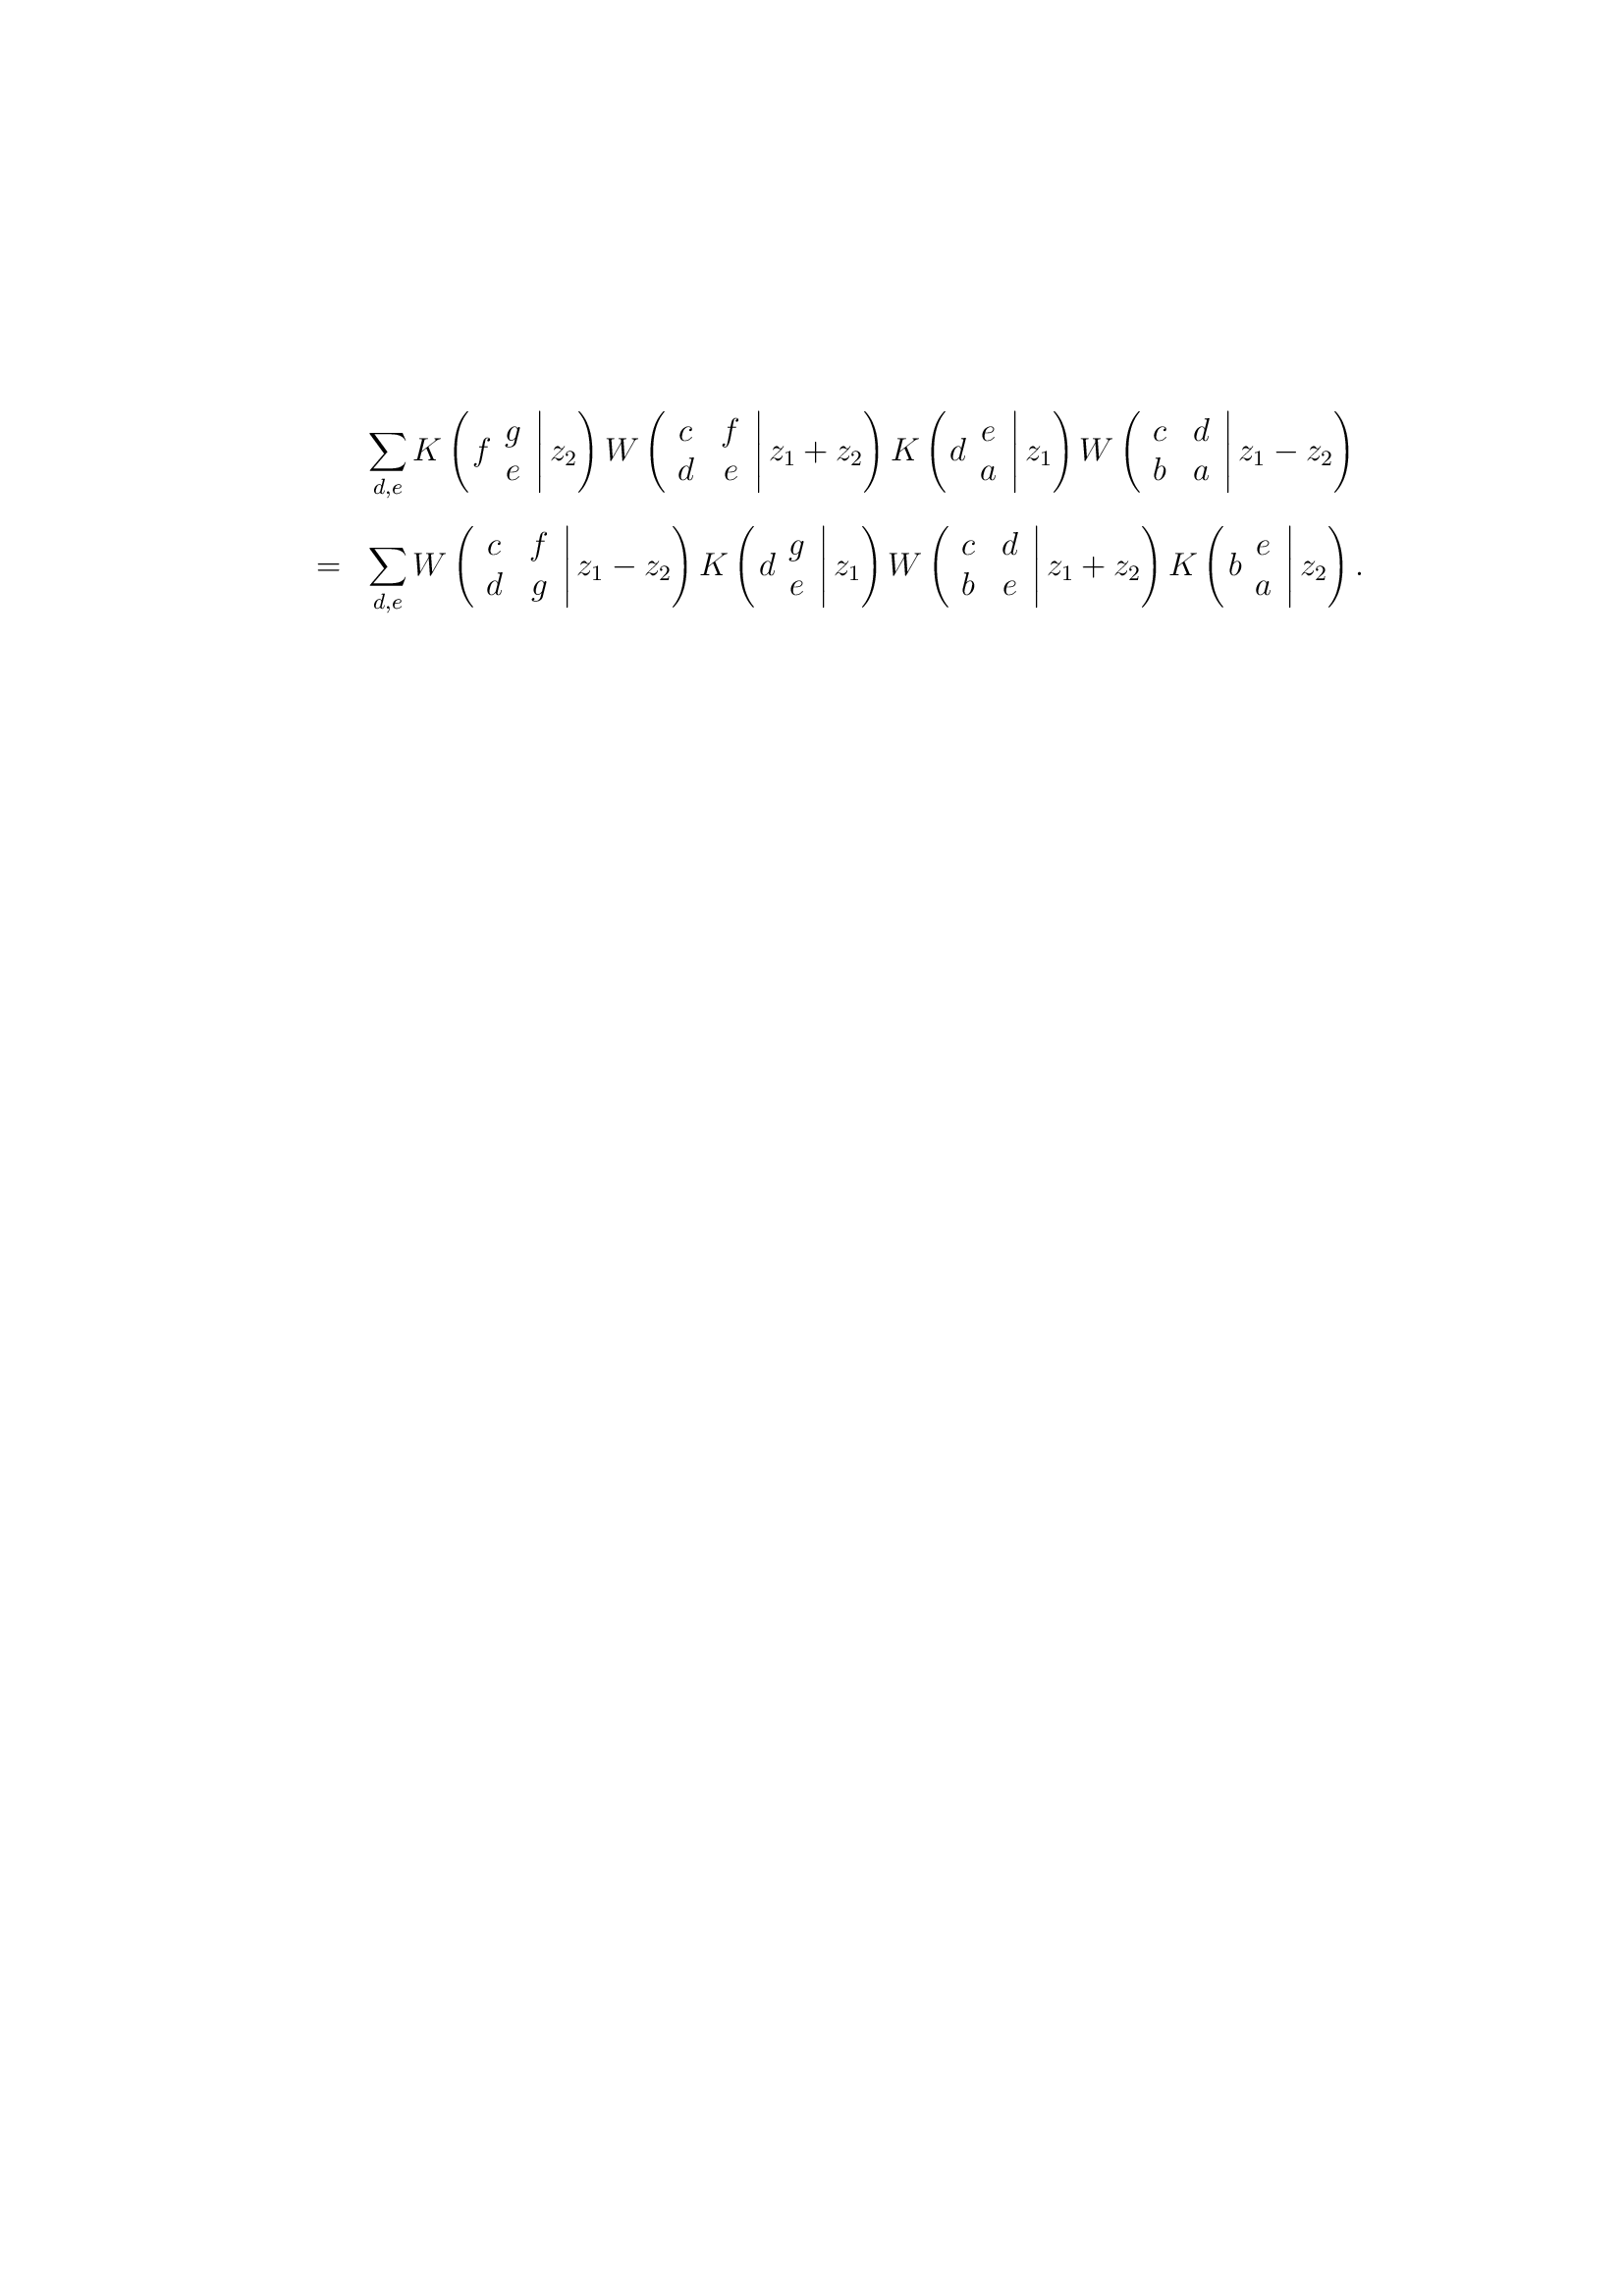 \sum_{d,e} K \left( f \begin{array}{c} g \\ e \end{array} \middle| z_2 \right) W \left( \begin{array}{cc} c & f \\ d & e \end{array} \middle| z_1 + z_2 \right) K \left( d \begin{array}{c} e \\ a \end{array} \middle| z_1 \right) W \left( \begin{array}{cc} c & d \\ b & a \end{array} \middle| z_1 - z_2 \right)
= \sum_{d,e} W \left( \begin{array}{cc} c & f \\ d & g \end{array} \middle| z_1 - z_2 \right) K \left( d \begin{array}{c} g \\ e \end{array} \middle| z_1 \right) W \left( \begin{array}{cc} c & d \\ b & e \end{array} \middle| z_1 + z_2 \right) K \left( b \begin{array}{c} e \\ a \end{array} \middle| z_2 \right) .